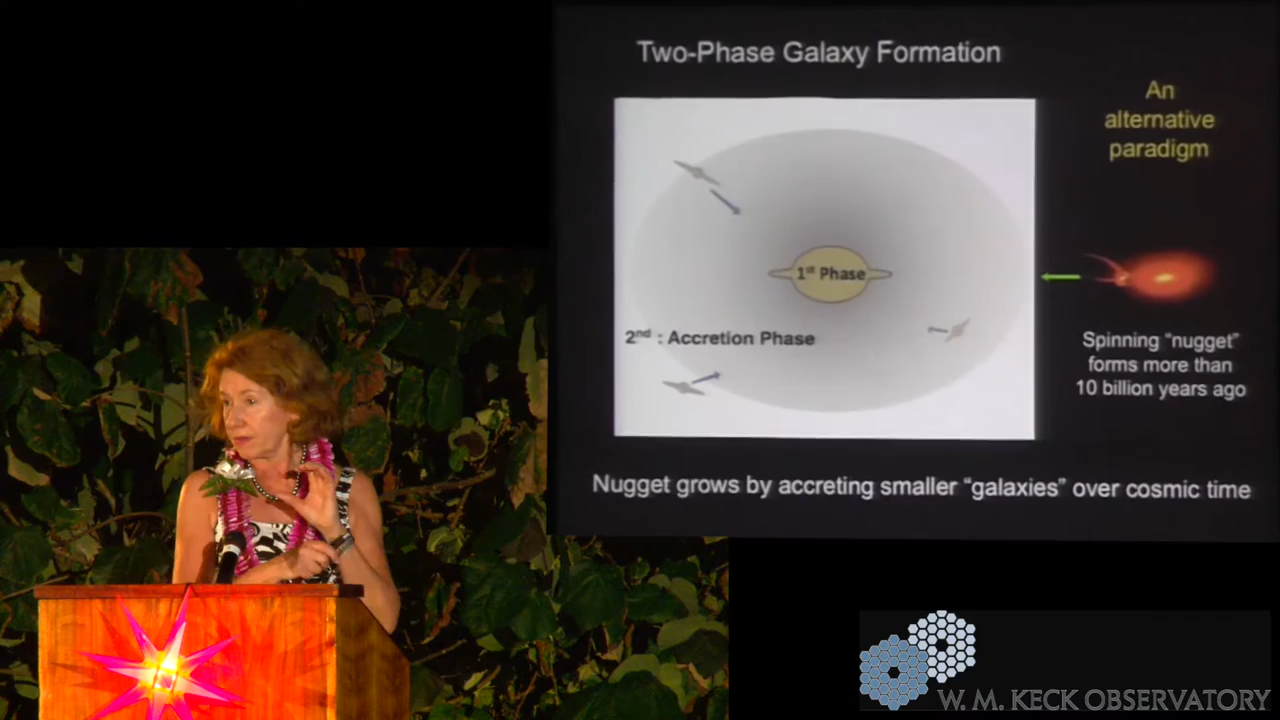 Two-Phase Galaxy Formation
An
alternative
paradigm
1st Phase
2nd : Accretion Phase
Spinning “nugget”
forms more than
10 billion years ago
Nugget grows by accreting smaller “galaxies” over cosmic time
W. M. KECK OBSERVATORY